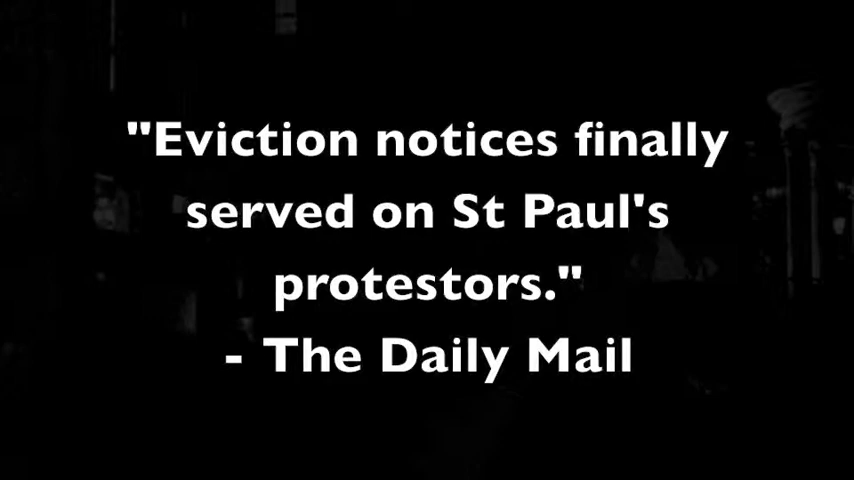 "Eviction notices finally
served on St Paul's
protestors."
- The Daily Mail